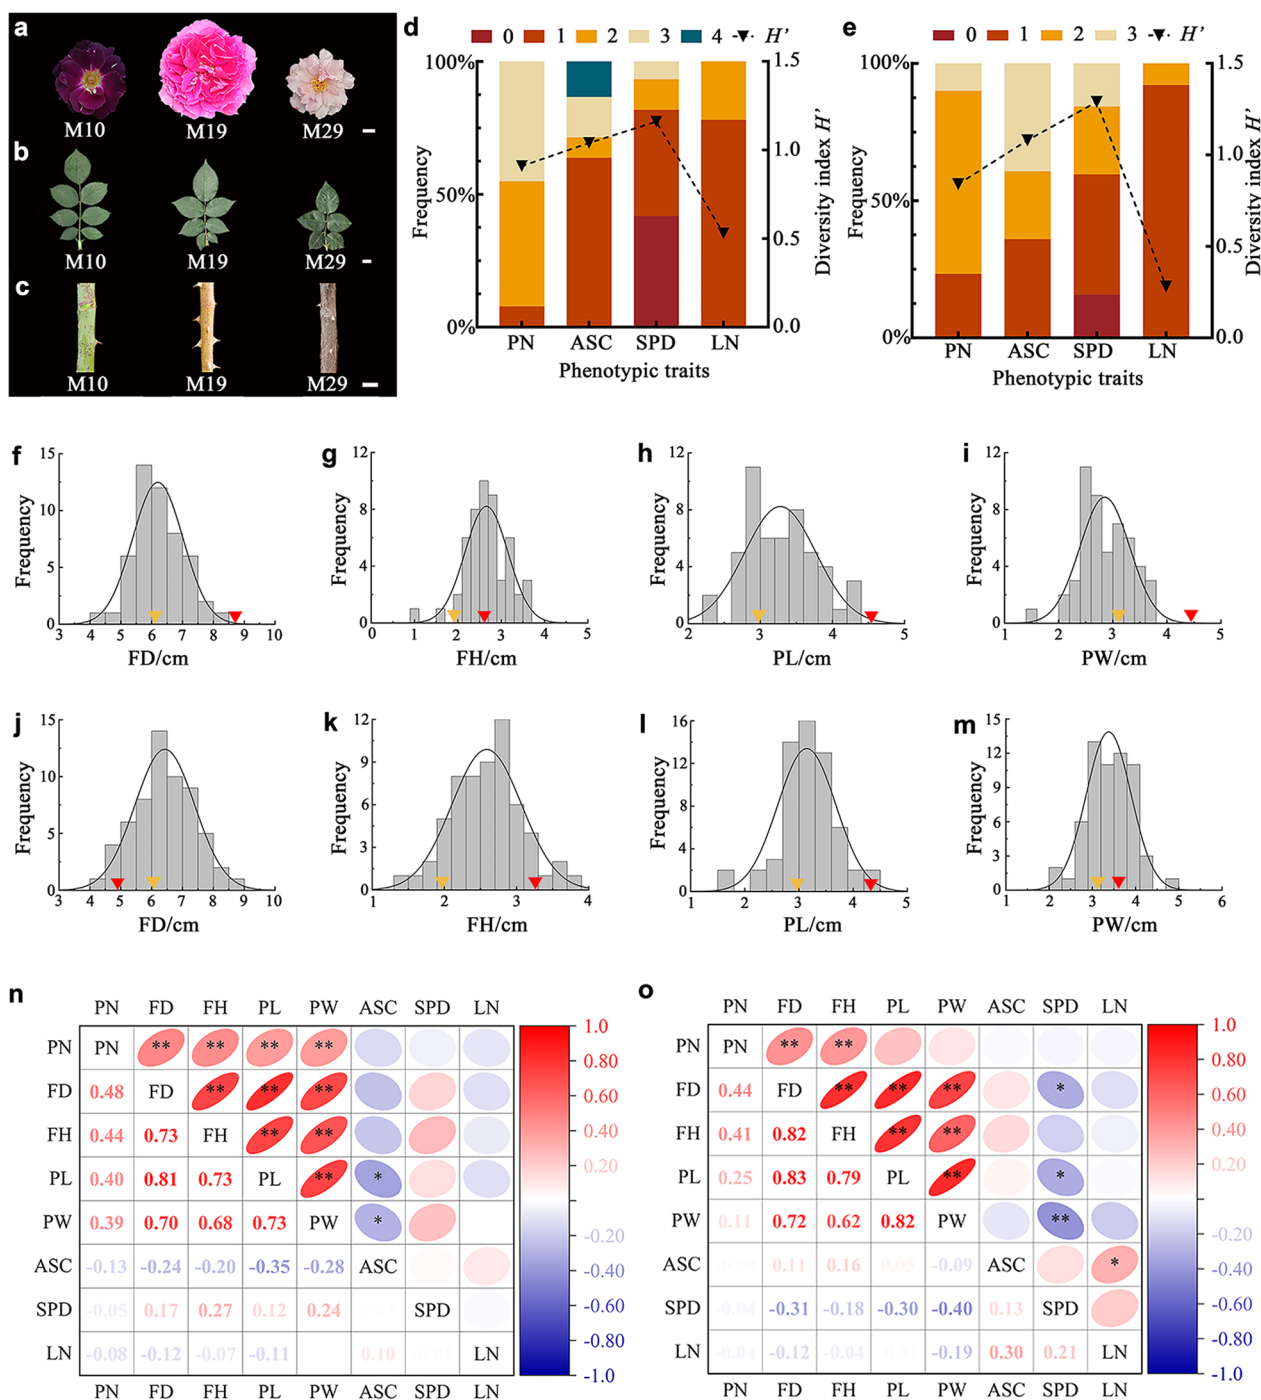 a
M10 M19 M29
b
M10 M19 M29
c
M10 M19 M29
d
0 1 2 3 4 H'
100%
50%
0%
Frequency
1.5
1.0
0.5
0.0
Diversity index H'
PN ASC SPD LN
Phenotypic traits
e
0 1 2 3 H'
100%
50%
0%
Frequency
1.5
1.0
0.5
0.0
Diversity index H'
PN ASC SPD LN
Phenotypic traits
f
15
10
5
0
Frequency
3 4 5 6 7 8 9 10
FD/cm
g
12
8
4
0
Frequency
0 1 2 3 4 5
FH/cm
h
12
8
4
0
Frequency
2 3 4 5
PL/cm
i
12
8
4
0
Frequency
1 2 3 4 5
PW/cm
j
15
10
5
0
Frequency
3 4 5 6 7 8 9 10
FD/cm
k
12
9
6
3
0
Frequency
1 2 3 4
FH/cm
l
16
12
8
4
0
Frequency
1 2 3 4 5
PL/cm
m
15
12
9
6
3
0
Frequency
1 2 3 4 5 6
PW/cm
n
PN FD FH PL PW ASC SPD LN
PN PN ** ** ** **
FD 0.48 FD ** ** **
FH 0.44 0.73 FH ** **
PL 0.40 0.81 0.73 PL ** *
PW 0.39 0.70 0.68 0.73 PW *
ASC -0.13 -0.24 -0.20 -0.35 -0.28 ASC
SPD -0.05 0.17 0.27 0.12 0.24 SPD
LN -0.08 -0.12 -0.07 -0.11 0.10 LN
PN FD FH PL PW ASC SPD LN
1.0
0.80
0.60
0.40
0.20
-0.20
-0.40
-0.60
-0.80
-1.0
o
PN FD FH PL PW ASC SPD LN
PN PN ** **
FD 0.44 FD ** ** ** *
FH 0.41 0.82 FH ** **
PL 0.25 0.83 0.79 PL ** *
PW 0.11 0.72 0.62 0.82 PW **
ASC 0.11 0.16 0.05 -0.09 ASC *
SPD -0.04 -0.31 -0.18 -0.30 -0.40 0.13 SPD
LN -0.04 -0.12 -0.04 -0.19 0.30 0.21 LN
PN FD FH PL PW ASC SPD LN
1.0
0.80
0.60
0.40
0.20
-0.20
-0.40
-0.60
-0.80
-1.0